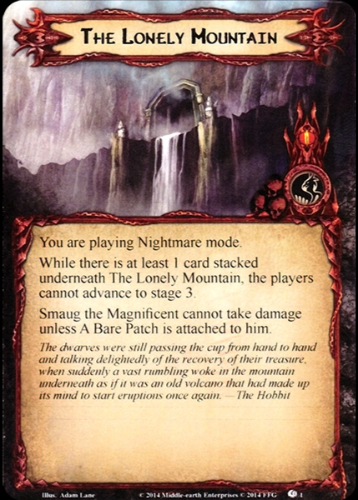 THE LONELY MOUNTAIN
You are playing Nightmare mode.
While there is at least 1 card stacked
underneath The Lonely Mountain, the players
cannot advance to stage 3.
Smaug the Magnificent cannot take damage
unless A Bare Patch is attached to him.
The dwarves were still passing the cup from hand to hand
and talking delightedly of the recovery of their treasure,
when suddenly a vast rumbling woke in the mountain
underneath as if it was an old volcano that had made up
its mind to start eruptions once again. —The Hobbit
Illus. Adam Lane © 2014 Middle-earth Enterprises © 2014 FFG 1